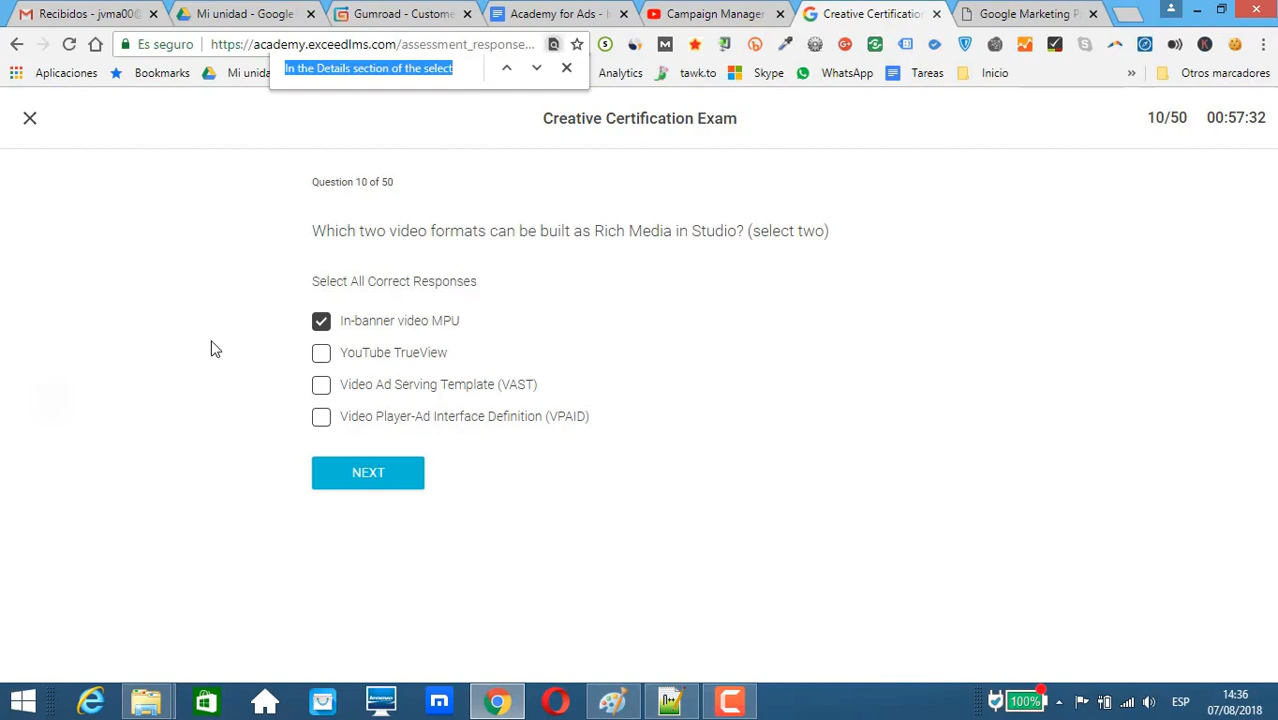 Recibidos - jvma00@
Mi unidad - Google
Gumroad - Custome
Academy for Ads - I
Campaign Manage
Creative Certificatio
Google Marketing P
Es seguro
https://academy.exceedlms.com/assessment_response...
In the Details section of the select
Aplicaciones
Bookmarks
Mi unida
Analytics
tawk.to
Skype
WhatsApp
Tareas
Inicio
»
Otros marcadores
Creative Certification Exam
10/50
00:57:32
Question 10 of 50
Which two video formats can be built as Rich Media in Studio? (select two)
Select All Correct Responses
In-banner video MPU
YouTube TrueView
Video Ad Serving Template (VAST)
Video Player-Ad Interface Definition (VPAID)
NEXT
100%
ESP
14:36
07/08/2018